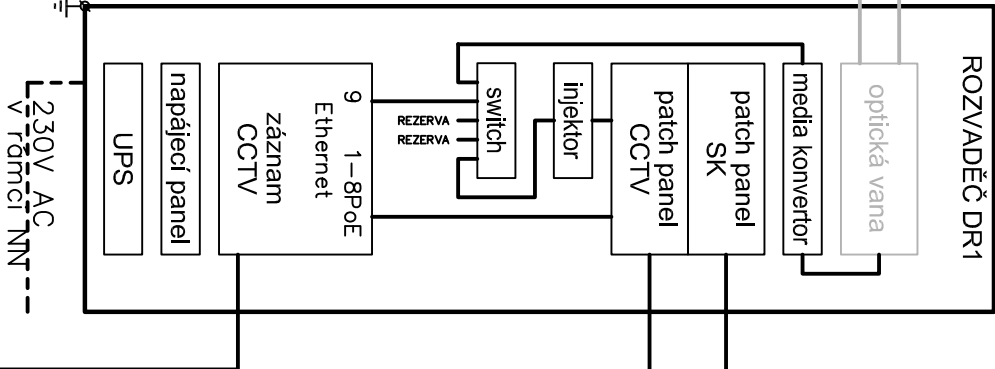 ROZVADĚČ DR1
optická vana
media konvertor
patch panel
SK
patch panel
CCTV
injektor
switch
REZERVA
REZERVA
9 1-8PoE
Ethernet
záznam
CCTV
napájecí panel
UPS
230V AC
v rámci NN